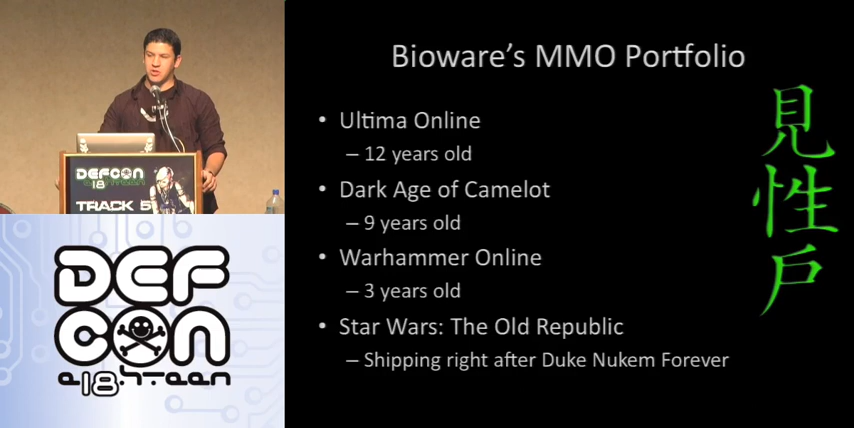 DEFCON
18
TRACK 5
DEF
CON
e18h-teen
Bioware's MMO Portfolio
• Ultima Online
– 12 years old
• Dark Age of Camelot
– 9 years old
• Warhammer Online
– 3 years old
• Star Wars: The Old Republic
– Shipping right after Duke Nukem Forever
見
性
戶